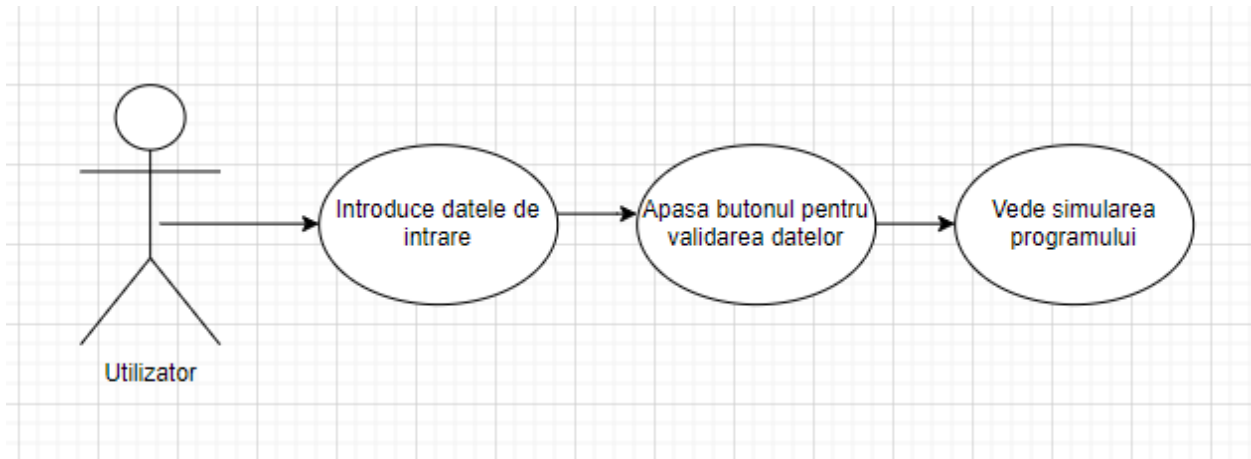 Introduce datele de
intrare
Apasa butonul pentru
validarea datelor
Vede simularea
programului
Utilizator